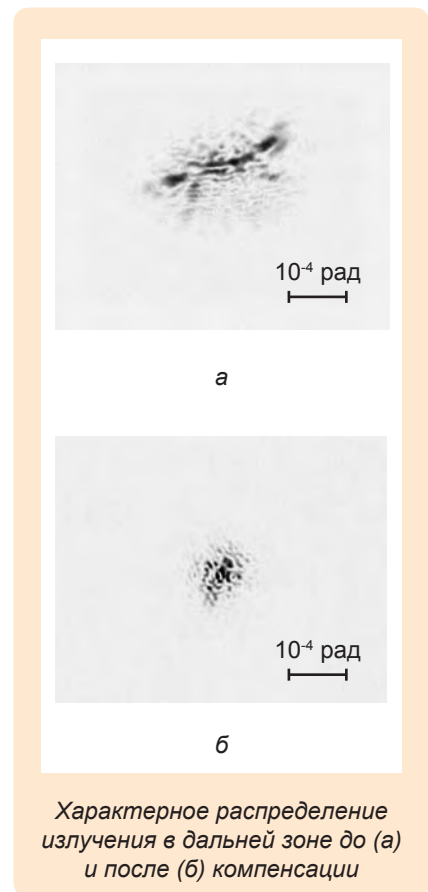 10⁻⁴ рад
а
10⁻⁴ рад
б
Характерное распределение
излучения в дальней зоне до (а)
и после (б) компенсации